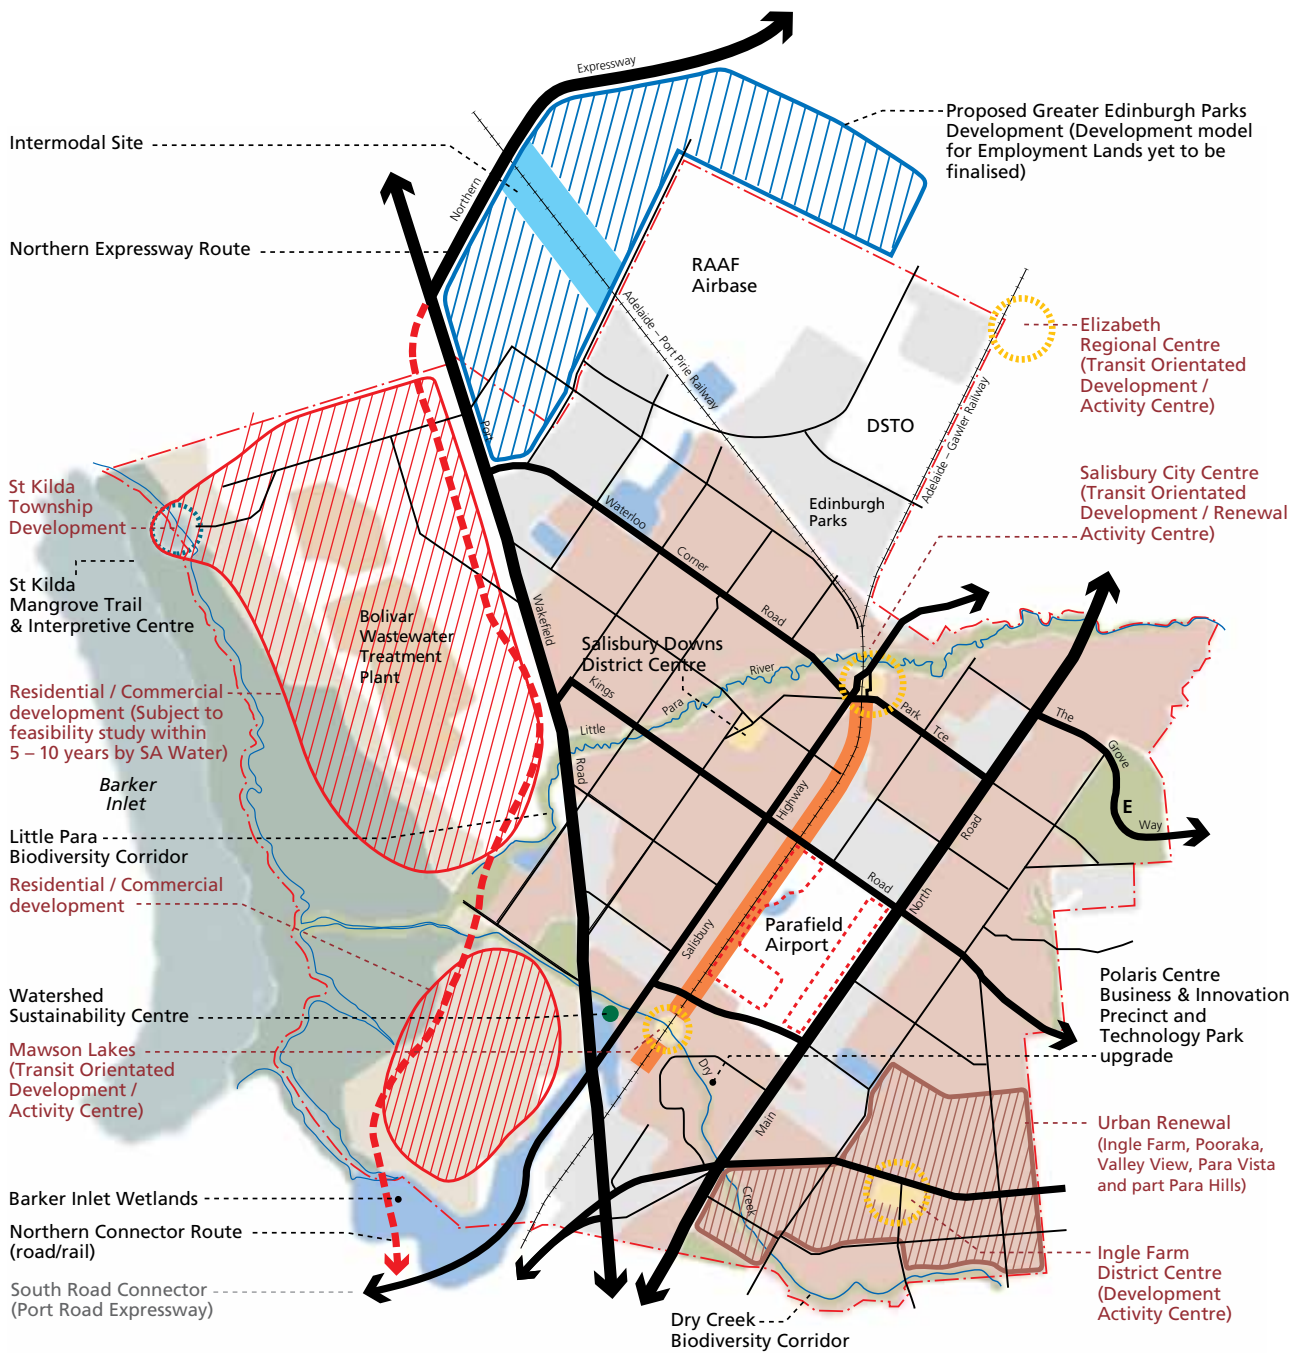 Expressway
Proposed Greater Edinburgh Parks
Development (Development model
for Employment Lands yet to be
finalised)
Intermodal Site
Northern
Northern Expressway Route
RAAF
Airbase
Adelaide – Port Pirie Railway
Elizabeth
Regional Centre
(Transit Orientated
Development /
Activity Centre)
Adelaide – Gawler Railway
DSTO
Port
Salisbury City Centre
(Transit Orientated
Development / Renewal
Activity Centre)
St Kilda
Township
Development
Edinburgh
Parks
Waterloo
Corner
Road
St Kilda
Mangrove Trail
& Interpretive Centre
Bolivar
Wastewater
Treatment
Plant
Wakefield
Salisbury Downs
District Centre
River
Kings
Para
Little
Park
Tce
The
Grove
Way
E
Residential / Commercial
development (Subject to
feasibility study within
5 – 10 years by SA Water)
Road
Barker
Inlet
Highway
Road
Little Para
Biodiversity Corridor
Residential / Commercial
development
Road
North
Salisbury
Parafield
Airport
Polaris Centre
Business & Innovation
Precinct and
Technology Park
upgrade
Watershed
Sustainability Centre
Mawson Lakes
(Transit Orientated
Development /
Activity Centre)
Dry
Main
Urban Renewal
(Ingle Farm, Pooraka,
Valley View, Para Vista
and part Para Hills)
Creek
Barker Inlet Wetlands
Northern Connector Route
(road/rail)
Ingle Farm
District Centre
(Development
Activity Centre)
South Road Connector
(Port Road Expressway)
Dry Creek
Biodiversity Corridor